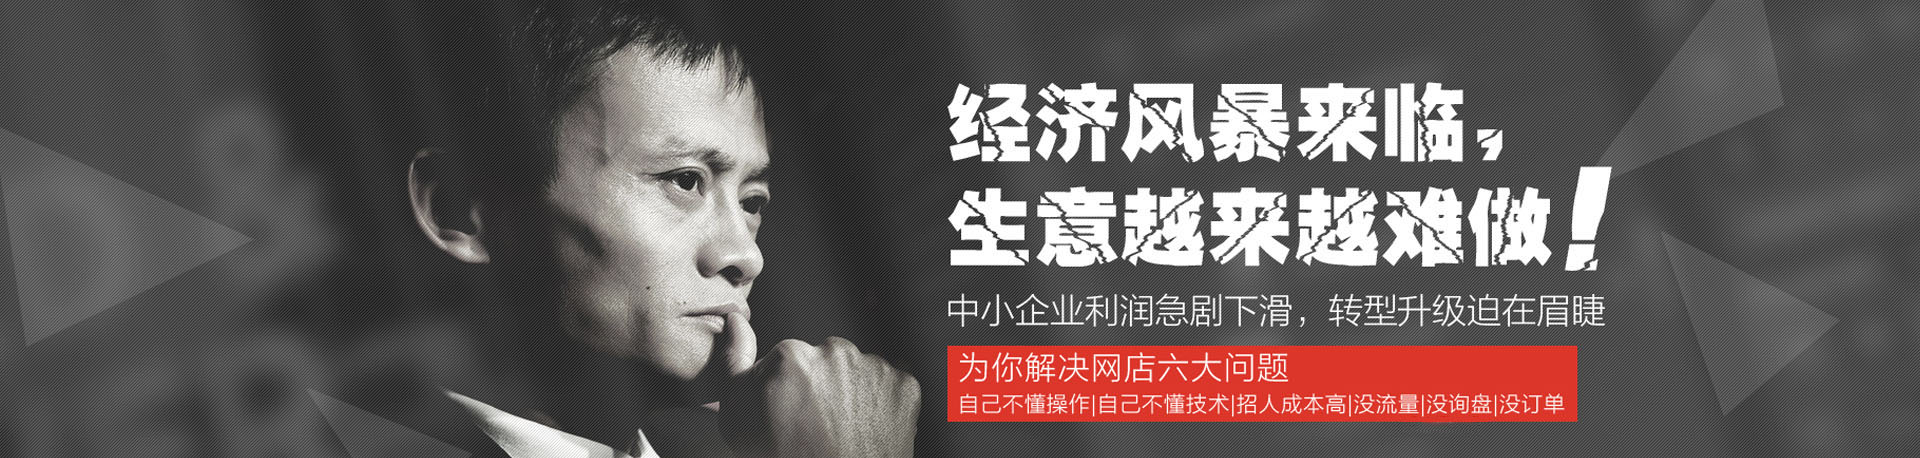 经济风暴来临，
生意越来越难做！
中小企业利润急剧下滑，转型升级迫在眉睫
为你解决网店六大问题
自己不懂操作|自己不懂技术|招人成本高|没流量|没询盘|没订单